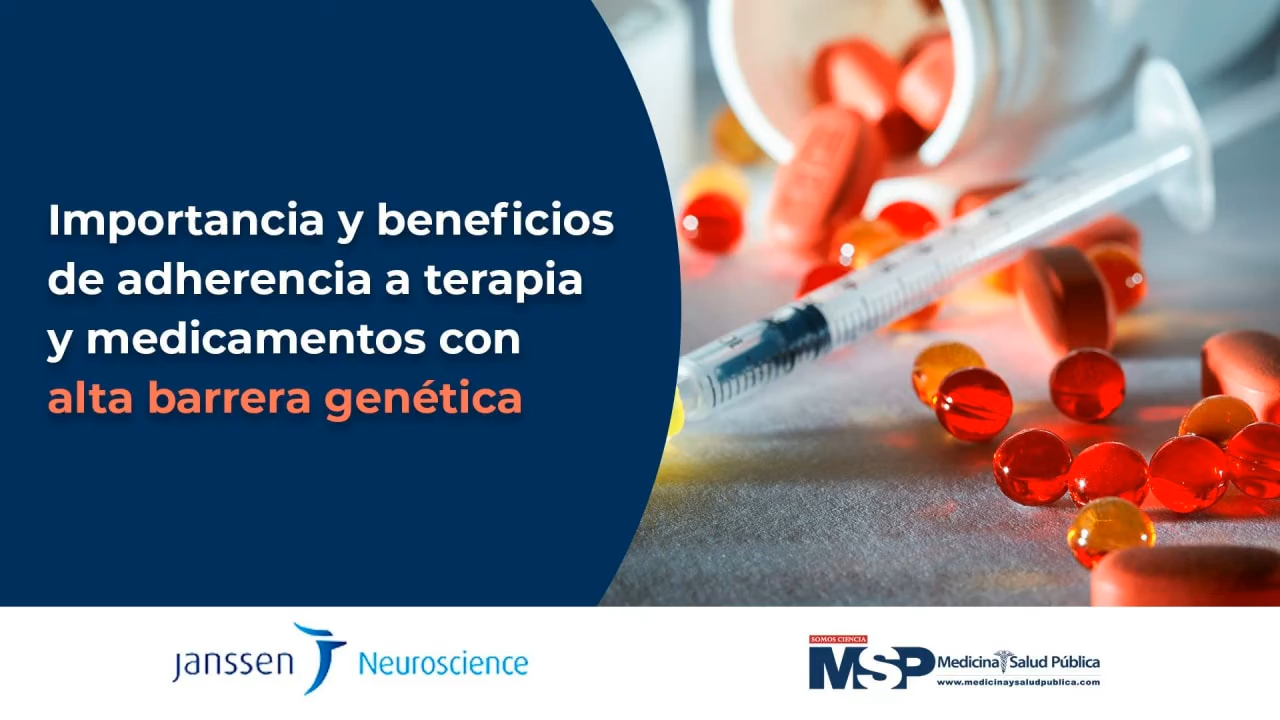 Importancia y beneficios
de adherencia a terapia
y medicamentos con
alta barrera genética
janssen Neuroscience
SOMOS CIENCIA
MSP Medicina Salud Pública
www.medicinaysaludpublica.com